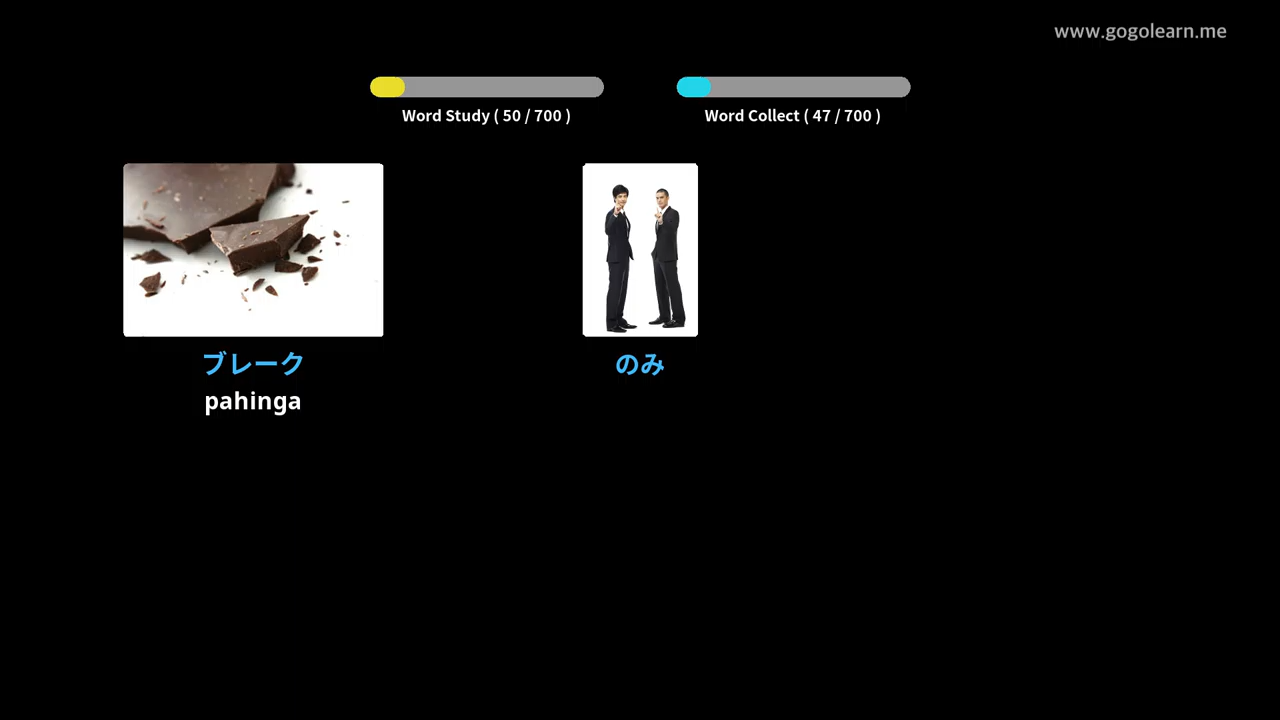 www.gogolearn.me
Word Study ( 50 / 700 )
Word Collect ( 47 / 700 )
ブレーク
pahinga
のみ